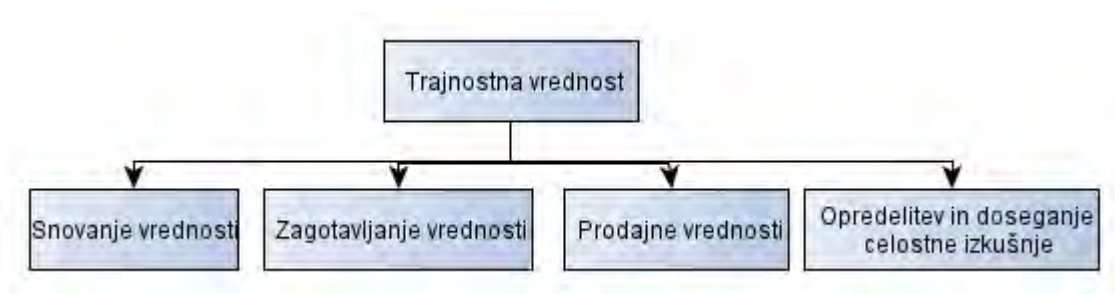 Trajnostna vrednost
Snovanje vrednosti
Zagotavljanje vrednosti
Prodajne vrednosti
Opredelitev in doseganje
celostne izkušnje